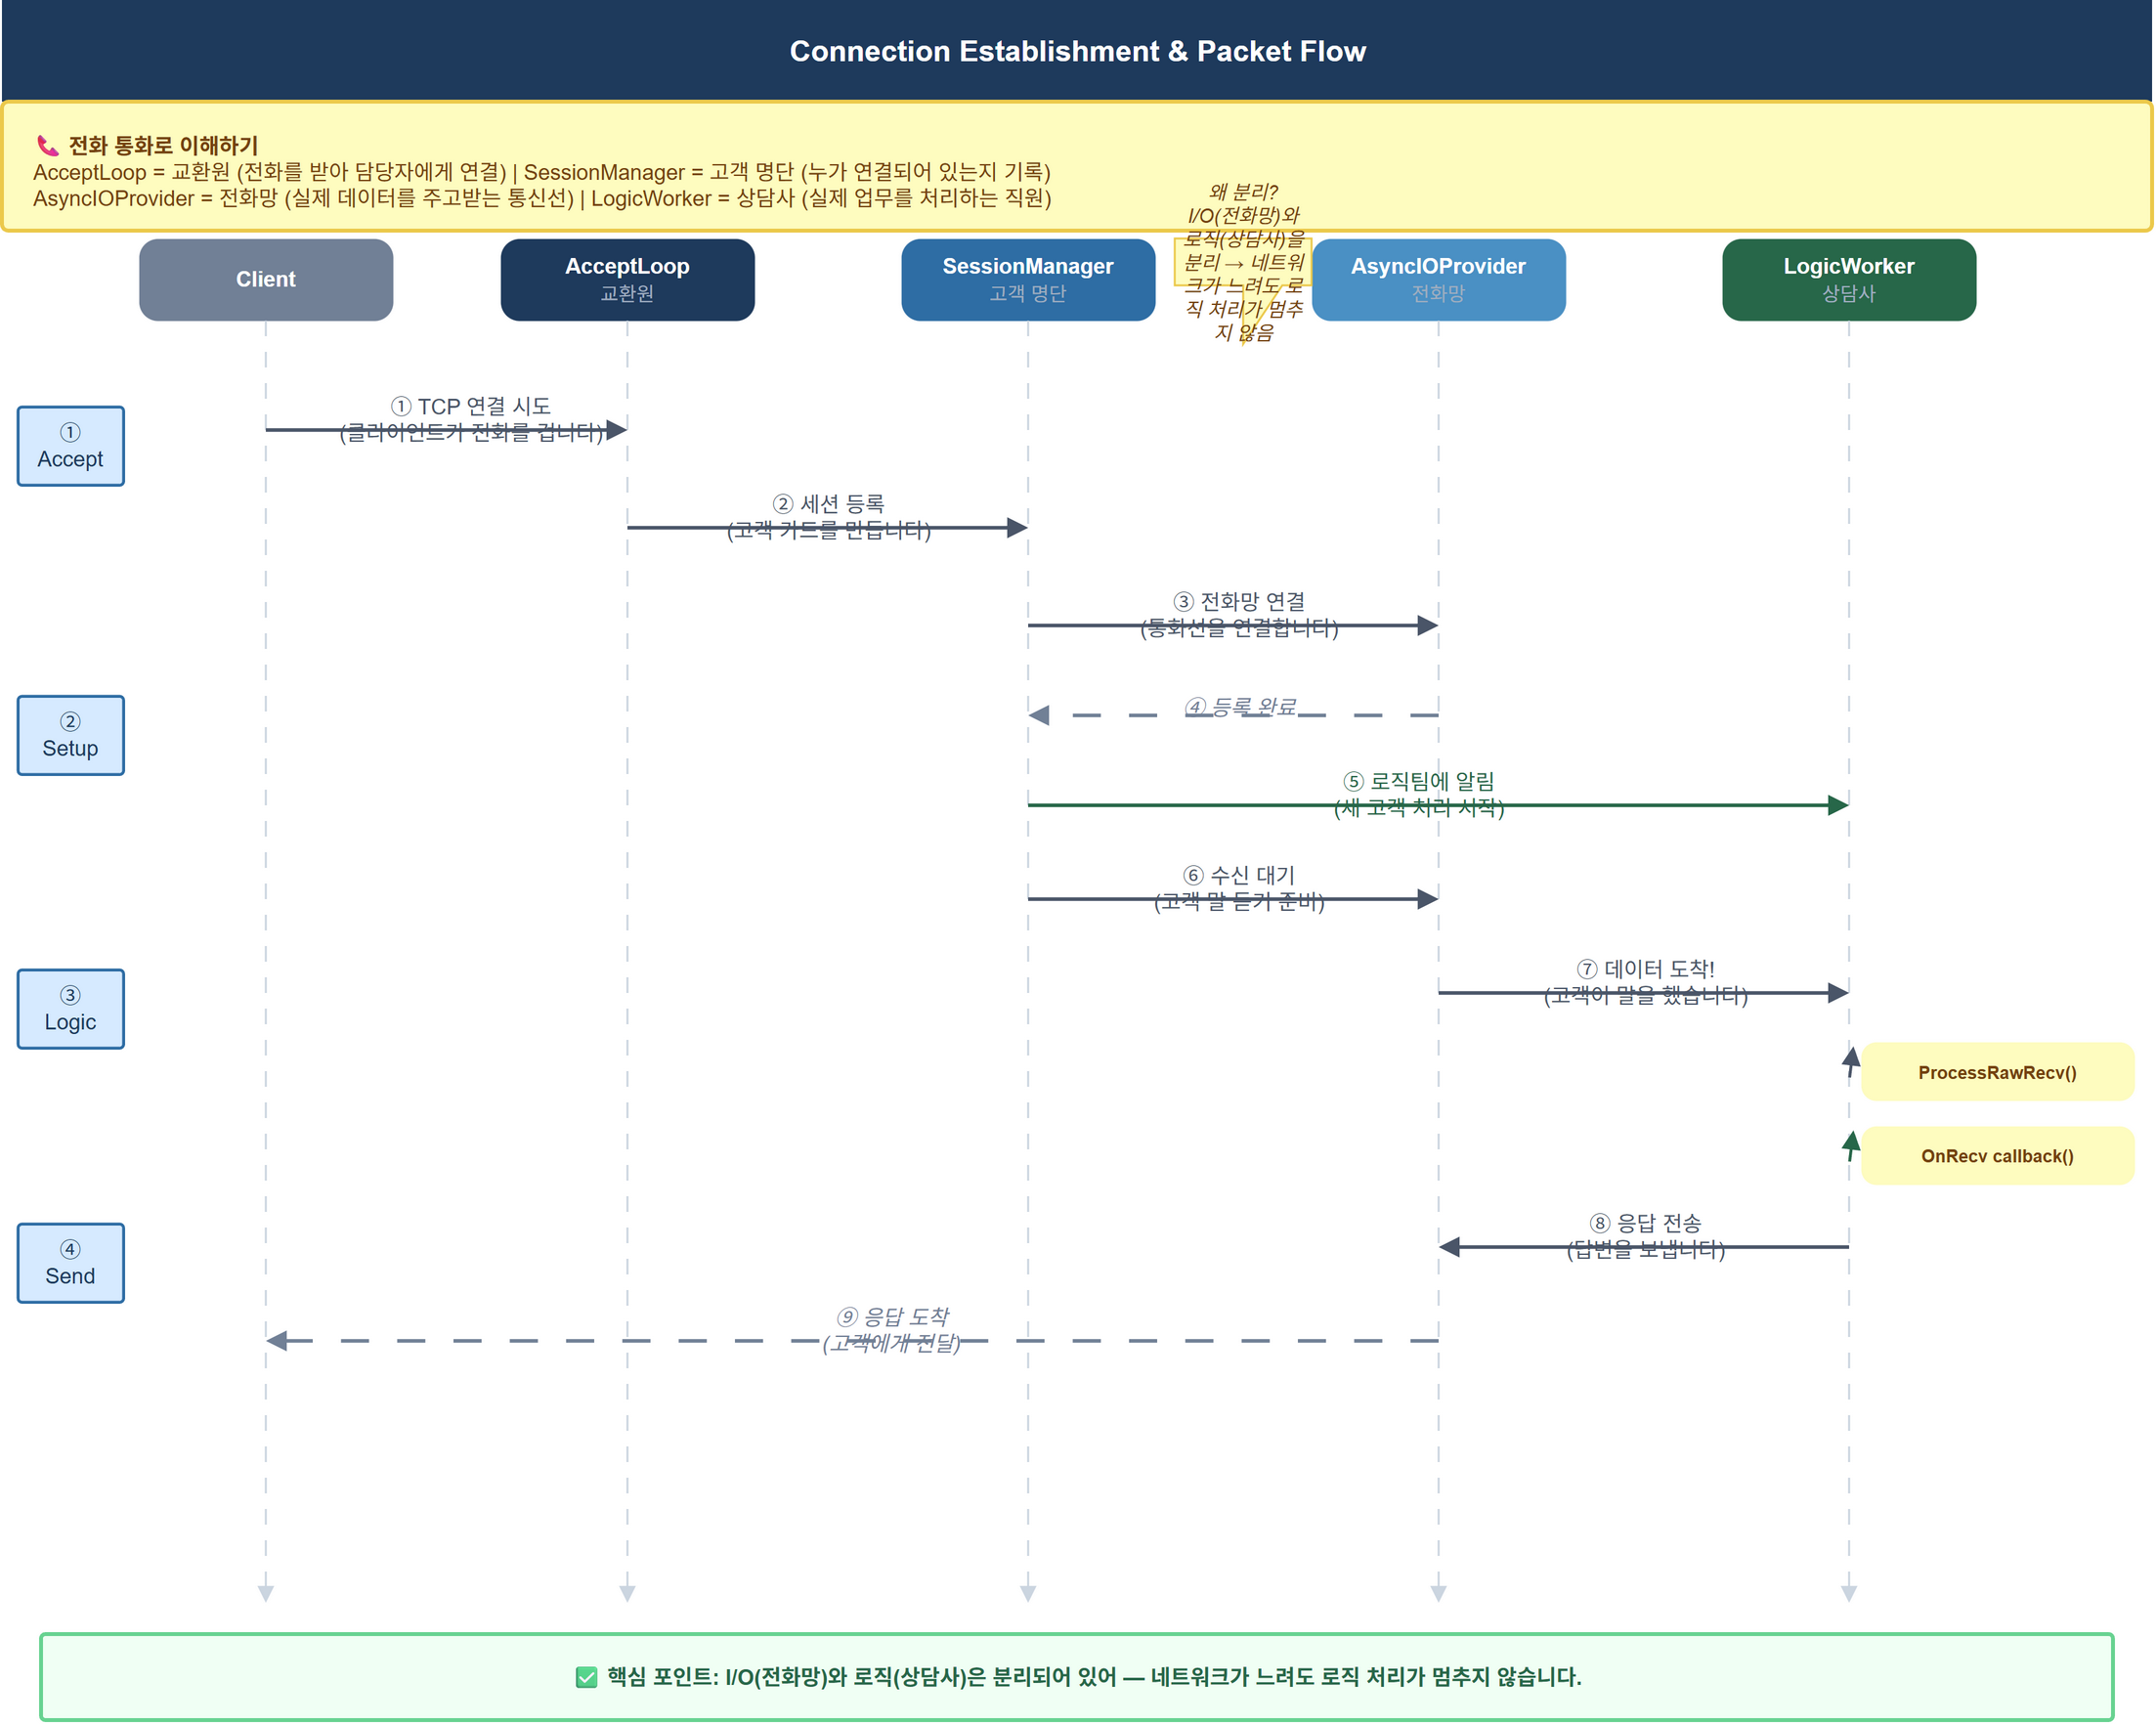 Connection Establishment & Packet Flow
📞 전화 통화로 이해하기
AcceptLoop = 교환원 (전화를 받아 담당자에게 연결) | SessionManager = 고객 명단 (누가 연결되어 있는지 기록)
AsyncIOProvider = 전화망 (실제 데이터를 주고받는 통신선) | LogicWorker = 상담사 (실제 업무를 처리하는 직원)
왜 분리?
I/O(전화망)와
로직(상담사)을
분리 → 네트워
크가 느려도 로
직 처리가 멈추
지 않음
Client
AcceptLoop
교환원
SessionManager
고객 명단
AsyncIOProvider
전화망
LogicWorker
상담사
①
Accept
① TCP 연결 시도
(클라이언트가 전화를 겁니다)
② 세션 등록
(고객 카드를 만듭니다)
③ 전화망 연결
(통화선을 연결합니다)
②
Setup
④ 등록 완료
⑤ 로직팀에 알림
(새 고객 처리 시작)
⑥ 수신 대기
(고객 말 듣기 준비)
③
Logic
⑦ 데이터 도착!
(고객이 말을 했습니다)
ProcessRawRecv()
OnRecv callback()
④
Send
⑧ 응답 전송
(답변을 보냅니다)
⑨ 응답 도착
(고객에게 전달)
✅ 핵심 포인트: I/O(전화망)와 로직(상담사)은 분리되어 있어 — 네트워크가 느려도 로직 처리가 멈추지 않습니다.